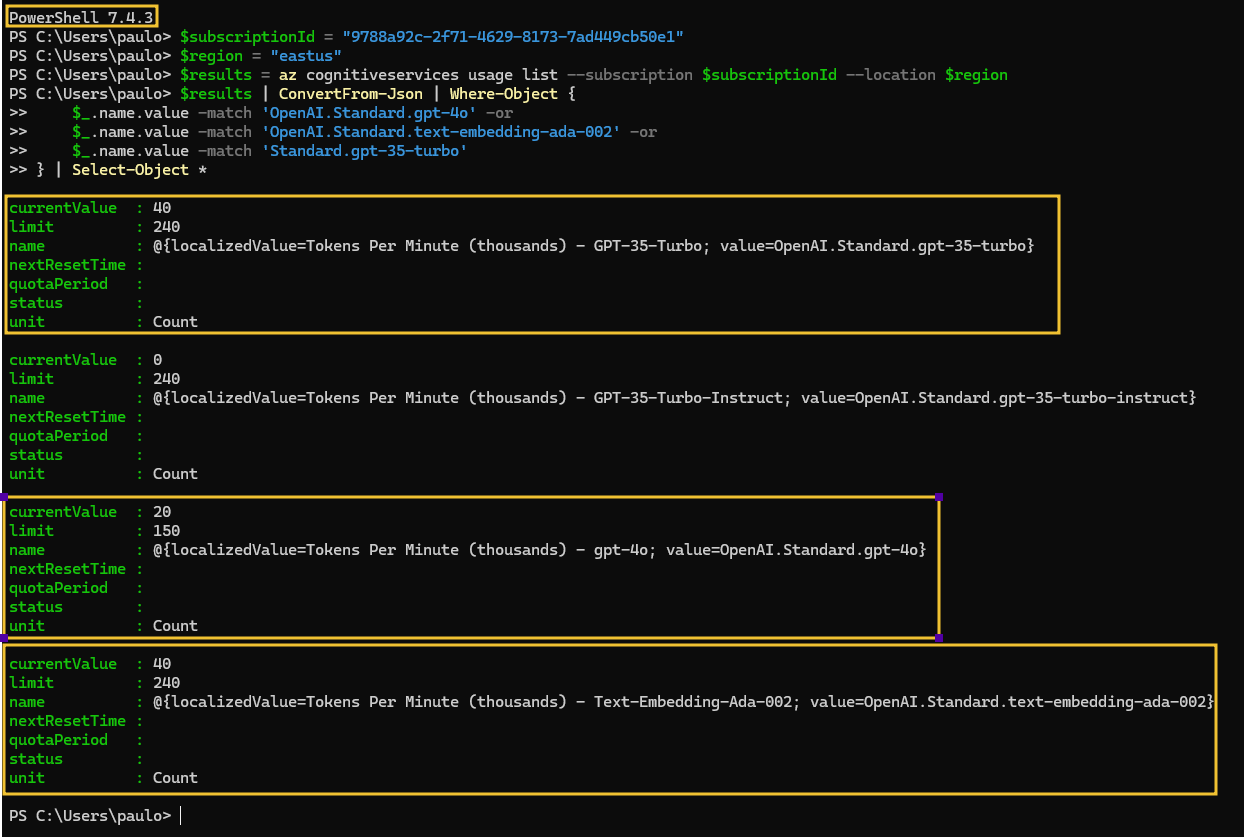 PowerShell 7.4.3
PS C:\Users\paulo> $subscriptionId = "9788a92c-2f71-4629-8173-7ad449cb50e1"
PS C:\Users\paulo> $region = "eastus"
PS C:\Users\paulo> $results = az cognitiveservices usage list --subscription $subscriptionId --location $region
PS C:\Users\paulo> $results | ConvertFrom-Json | Where-Object {
>>     $_.name.value -match 'OpenAI.Standard.gpt-4o' -or
>>     $_.name.value -match 'OpenAI.Standard.text-embedding-ada-002' -or
>>     $_.name.value -match 'Standard.gpt-35-turbo'
>> } | Select-Object *
currentValue  : 40
limit         : 240
name          : @{localizedValue=Tokens Per Minute (thousands) - GPT-35-Turbo; value=OpenAI.Standard.gpt-35-turbo}
nextResetTime :
quotaPeriod   :
status        :
unit          : Count
currentValue  : 0
limit         : 240
name          : @{localizedValue=Tokens Per Minute (thousands) - GPT-35-Turbo-Instruct; value=OpenAI.Standard.gpt-35-turbo-instruct}
nextResetTime :
quotaPeriod   :
status        :
unit          : Count
currentValue  : 20
limit         : 150
name          : @{localizedValue=Tokens Per Minute (thousands) - gpt-4o; value=OpenAI.Standard.gpt-4o}
nextResetTime :
quotaPeriod   :
status        :
unit          : Count
currentValue  : 40
limit         : 240
name          : @{localizedValue=Tokens Per Minute (thousands) - Text-Embedding-Ada-002; value=OpenAI.Standard.text-embedding-ada-002}
nextResetTime :
quotaPeriod   :
status        :
unit          : Count
PS C:\Users\paulo>